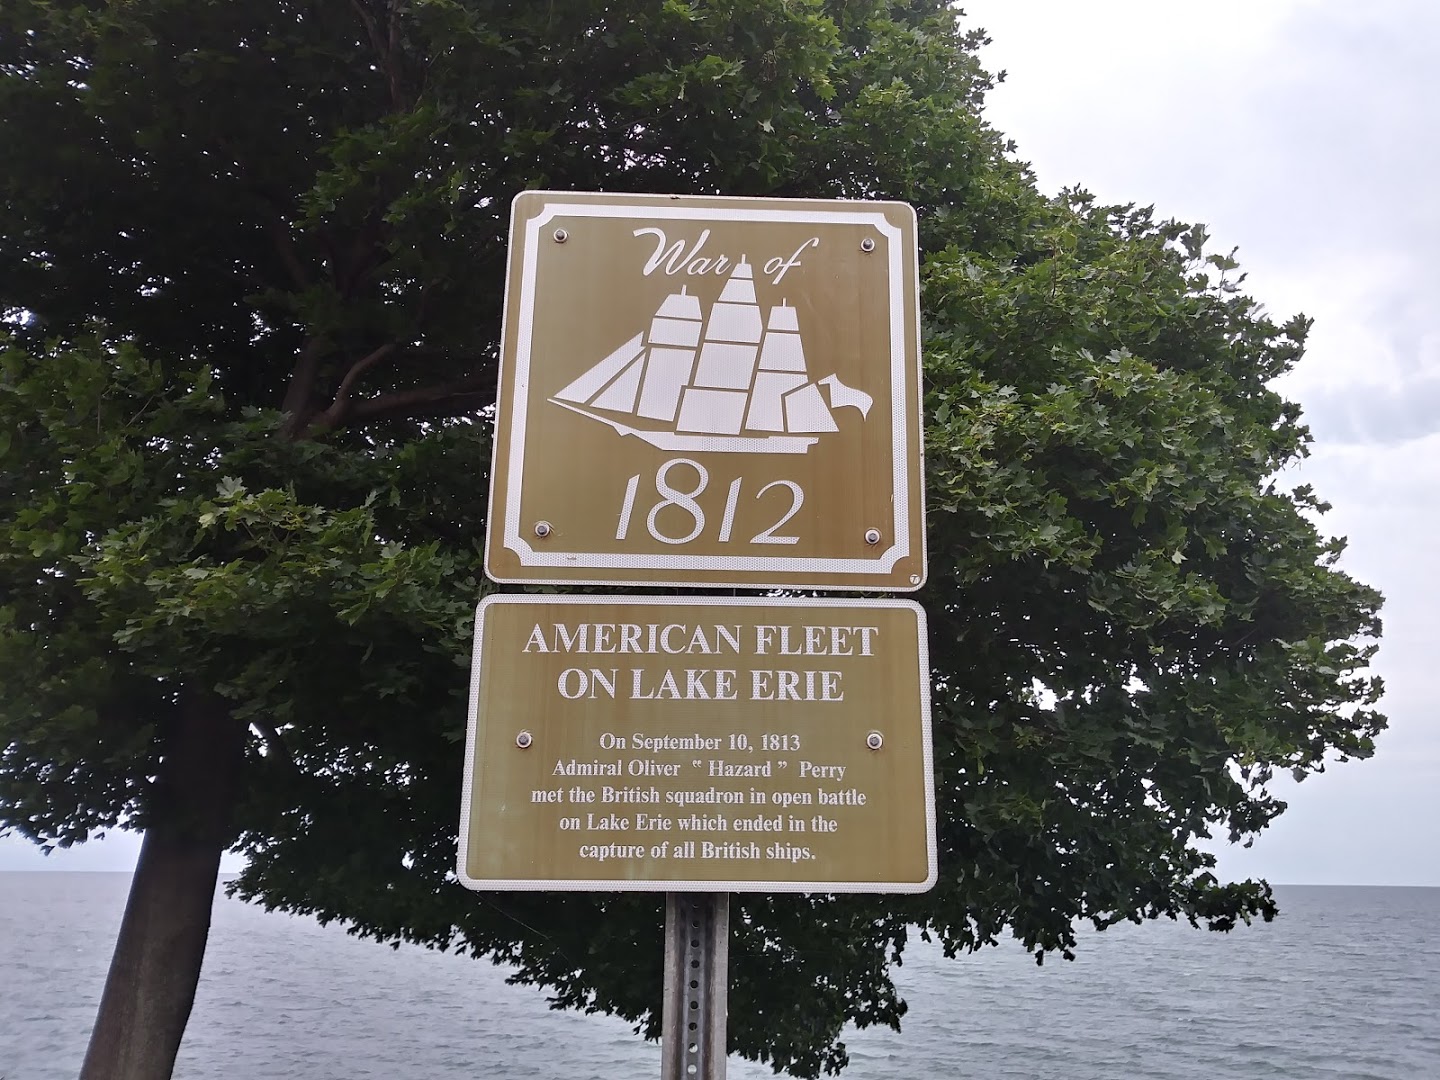 War of
1812
AMERICAN FLEET
ON LAKE ERIE
On September 10, 1813
Admiral Oliver "Hazard" Perry
met the British squadron in open battle
on Lake Erie which ended in the
capture of all British ships.